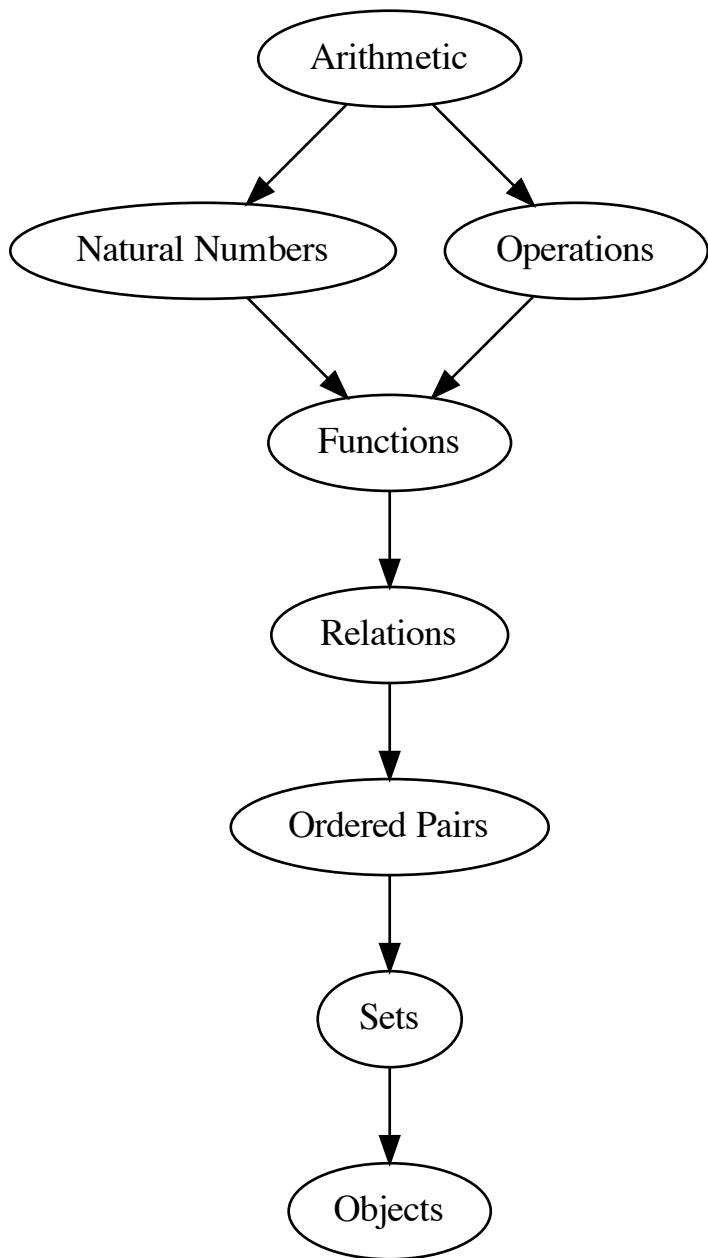 Arithmetic
Natural Numbers
Operations
Functions
Relations
Ordered Pairs
Sets
Objects